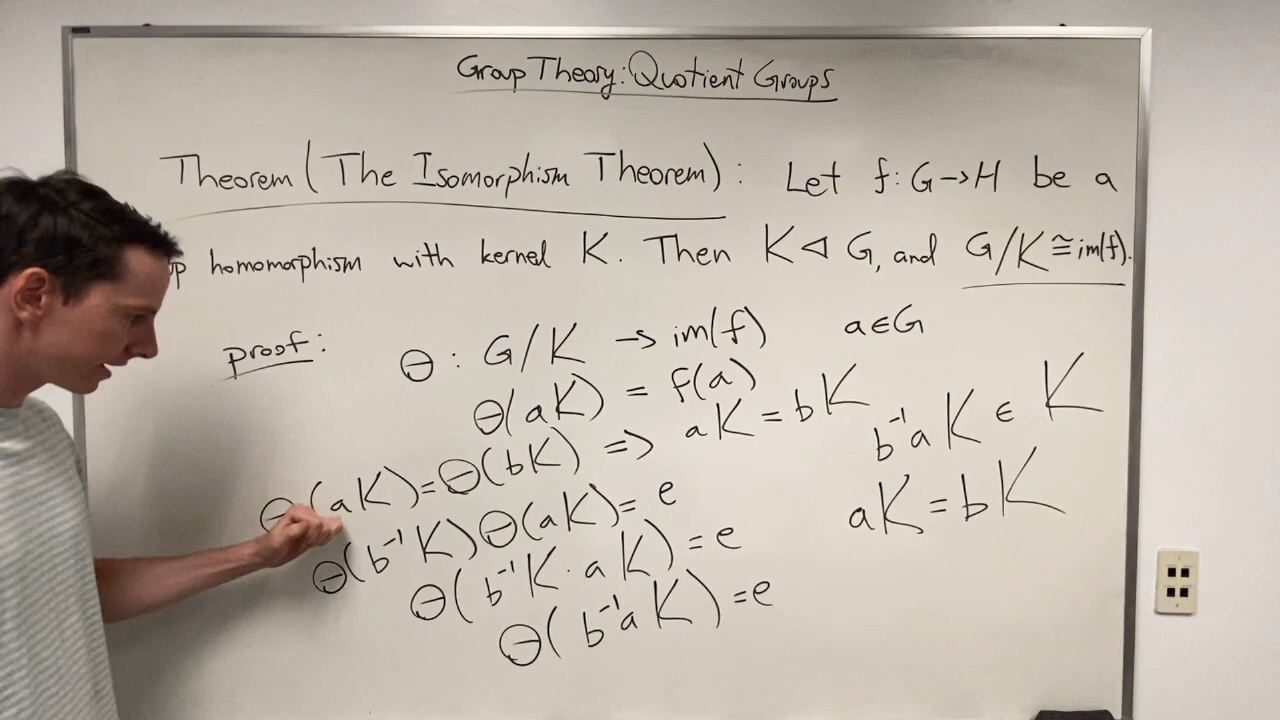 Group Theory: Quotient Groups
Theorem (The Isomorphism Theorem): Let f: G→H be a
homomorphism with kernel K. Then K ⊲ G, and G/K ≅ im(f).
proof: Θ : G/K → im(f) a∈G
Θ(aK) = f(a)
Θ(aK) = Θ(bK) => aK = bK b⁻¹aK ∈ K
Θ(b⁻¹K)Θ(aK) = e aK = bK
Θ(b⁻¹K · aK) = e
Θ(b⁻¹aK) = e